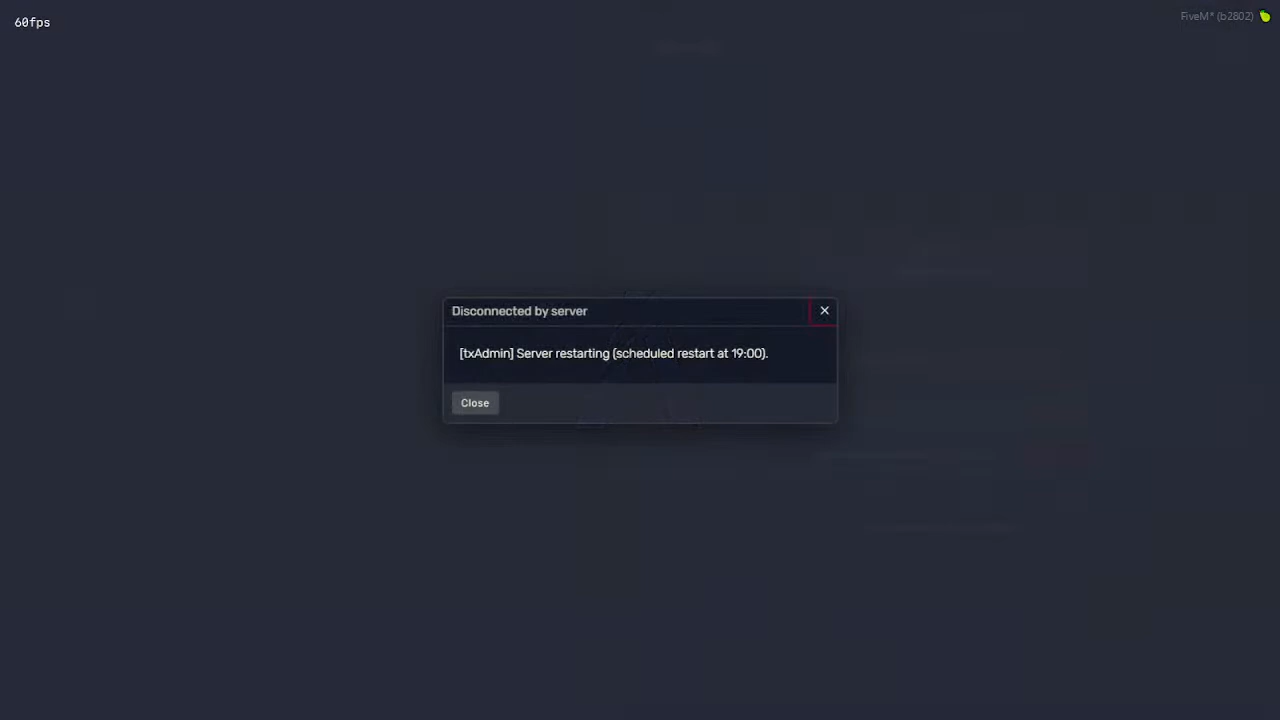 60fps
FiveM* (b2802)
Disconnected by server
[txAdmin] Server restarting (scheduled restart at 19:00).
Close